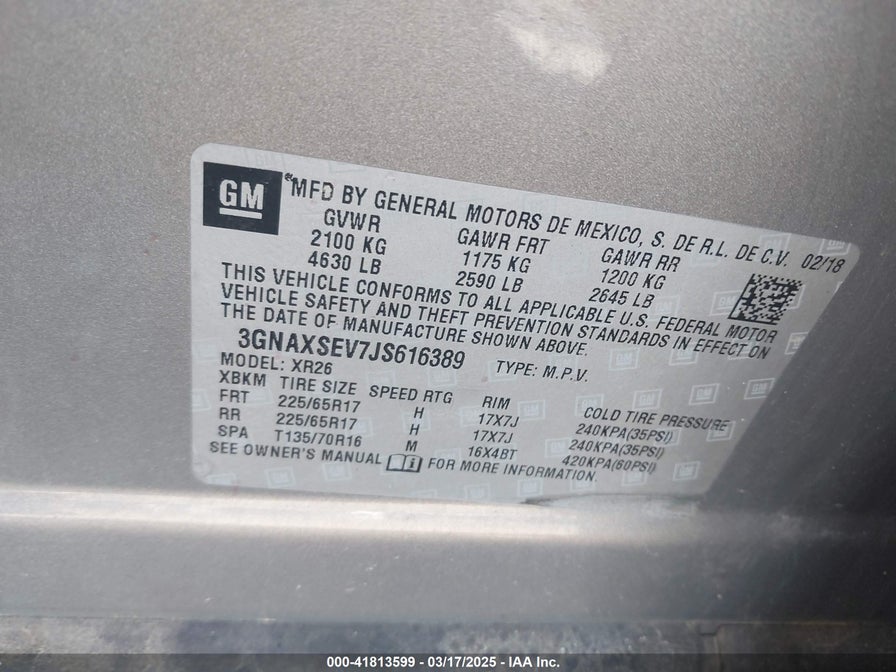 GM
MFD BY GENERAL MOTORS DE MEXICO, S. DE R.L. DE C.V. 02/18
GVWR GAWR FRT GAWR RR
2100 KG 1175 KG 1200 KG
4630 LB 2590 LB 2645 LB
THIS VEHICLE CONFORMS TO ALL APPLICABLE U.S. FEDERAL MOTOR
VEHICLE SAFETY AND THEFT PREVENTION STANDARDS IN EFFECT ON
THE DATE OF MANUFACTURE SHOWN ABOVE.
3GNAXSEV7JS616389 TYPE: M.P.V.
MODEL: XR26
XBKM TIRE SIZE SPEED RTG RIM COLD TIRE PRESSURE
FRT 225/65R17 H 17X7J 240KPA(35PSI)
RR 225/65R17 H 17X7J 240KPA(35PSI)
SPA T135/70R16 M 16X4BT 420KPA(60PSI)
SEE OWNER'S MANUAL FOR MORE INFORMATION.
000-41813599 - 03/17/2025 - IAA Inc.